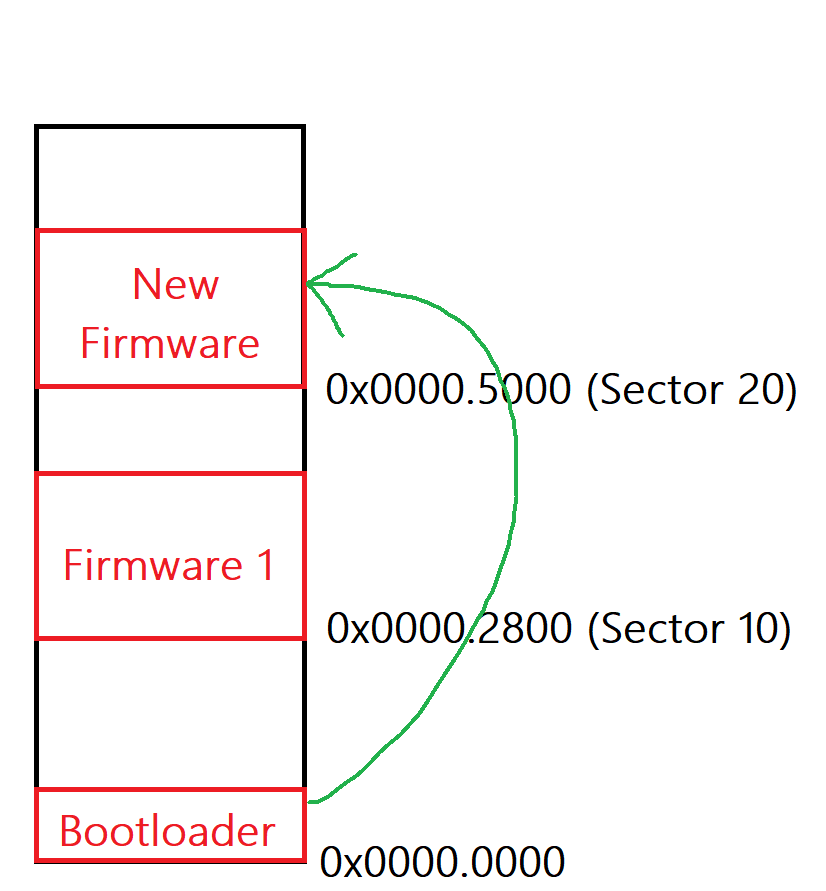 New
Firmware
0x0000.5000 (Sector 20)
Firmware 1
0x0000.2800 (Sector 10)
Bootloader
0x0000.0000